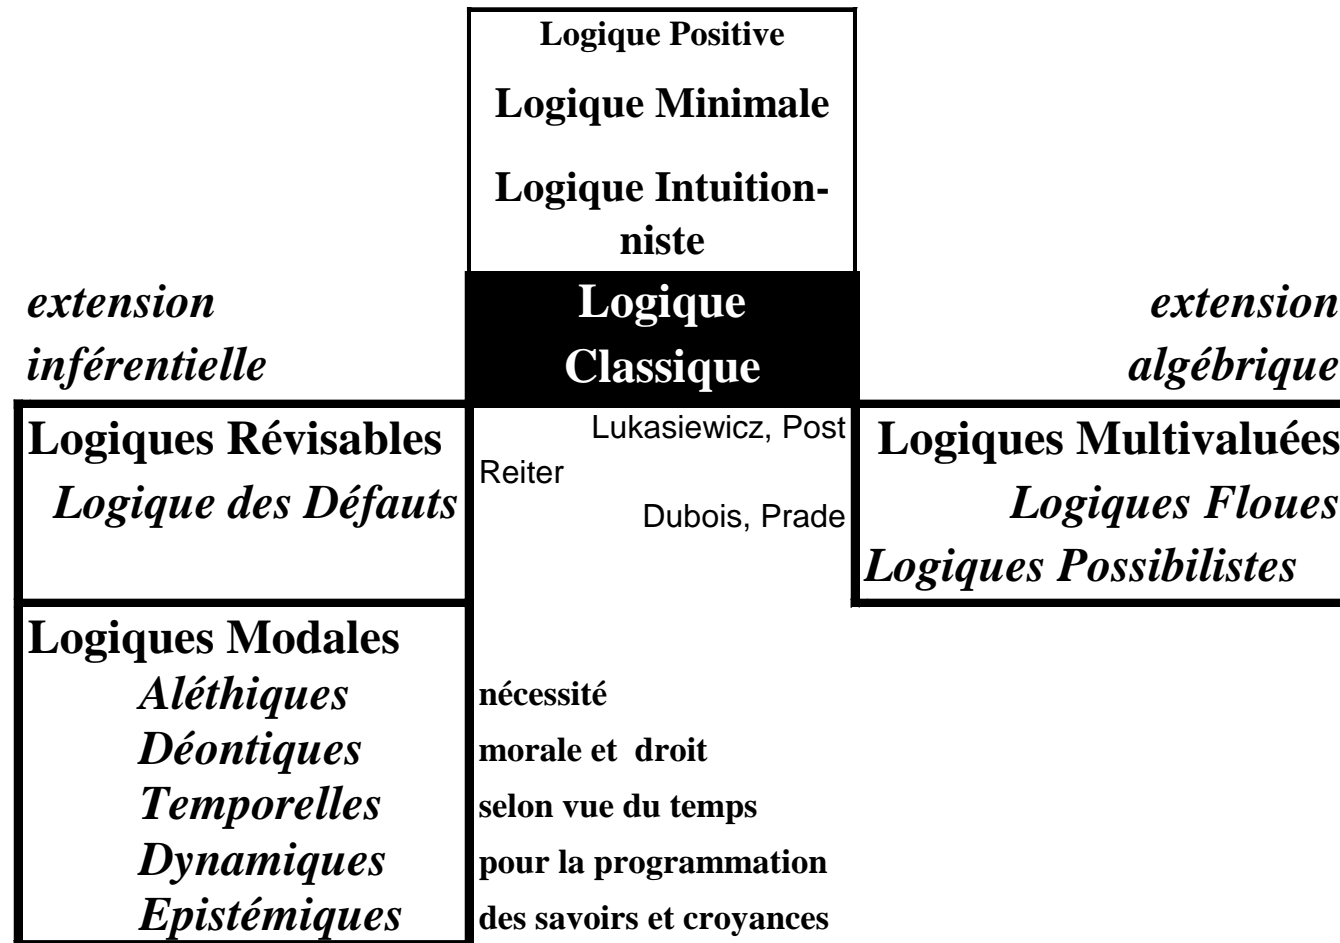 Logique Positive
Logique Minimale
Logique Intuition-
niste
extension
inférentielle
Logique
Classique
extension
algébrique
Logiques Révisables
Logique des Défauts
Lukasiewicz, Post
Reiter
Dubois, Prade
Logiques Multivaluées
Logiques Floues
Logiques Possibilistes
Logiques Modales
Aléthiques nécessité
Déontiques morale et droit
Temporelles selon vue du temps
Dynamiques pour la programmation
Epistémiques des savoirs et croyances